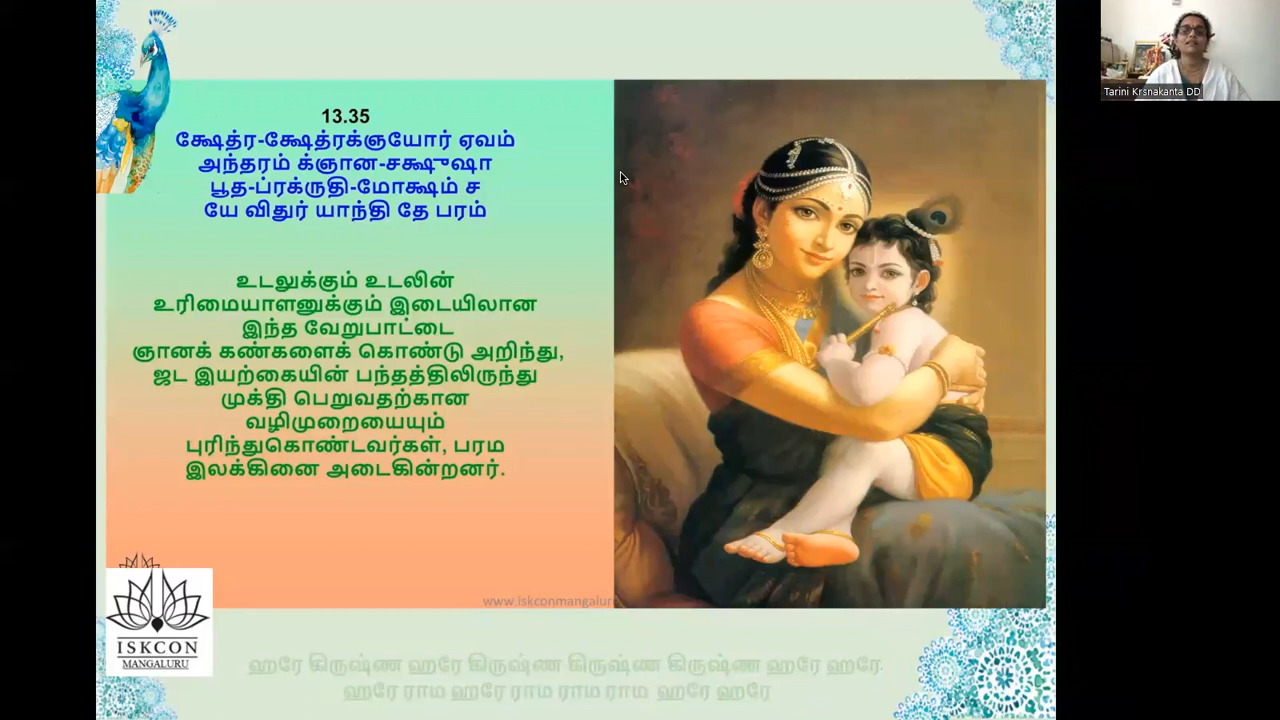 13.35
க்ஷேத்ர-க்ஷேத்ரக்ஞயோர் ஏவம்
அந்தரம் க்ஞான-சக்ஷுஷா
பூத-ப்ரக்ருதி-மோக்ஷம் ச
யே விதுர் யாந்தி தே பரம்
உடலுக்கும் உடலின்
உரிமையாளனுக்கும் இடையிலான
இந்த வேறுபாட்டை
ஞானக் கண்களைக் கொண்டு அறிந்து,
ஜட இயற்கையின் பந்தத்திலிருந்து
முக்தி பெறுவதற்கான
வழிமுறையையும்
புரிந்துகொண்டவர்கள், பரம
இலக்கினை அடைகின்றனர்.
www.Iskconmangalur
ISKCON
MANGALURU
ஹரே கிருஷ்ண ஹரே கிருஷ்ண கிருஷ்ண கிருஷ்ண ஹரே ஹரே.
ஹரே ராம ஹரே ராம ராம ராம ஹரே ஹரே
Tarini Krsnakanta DD